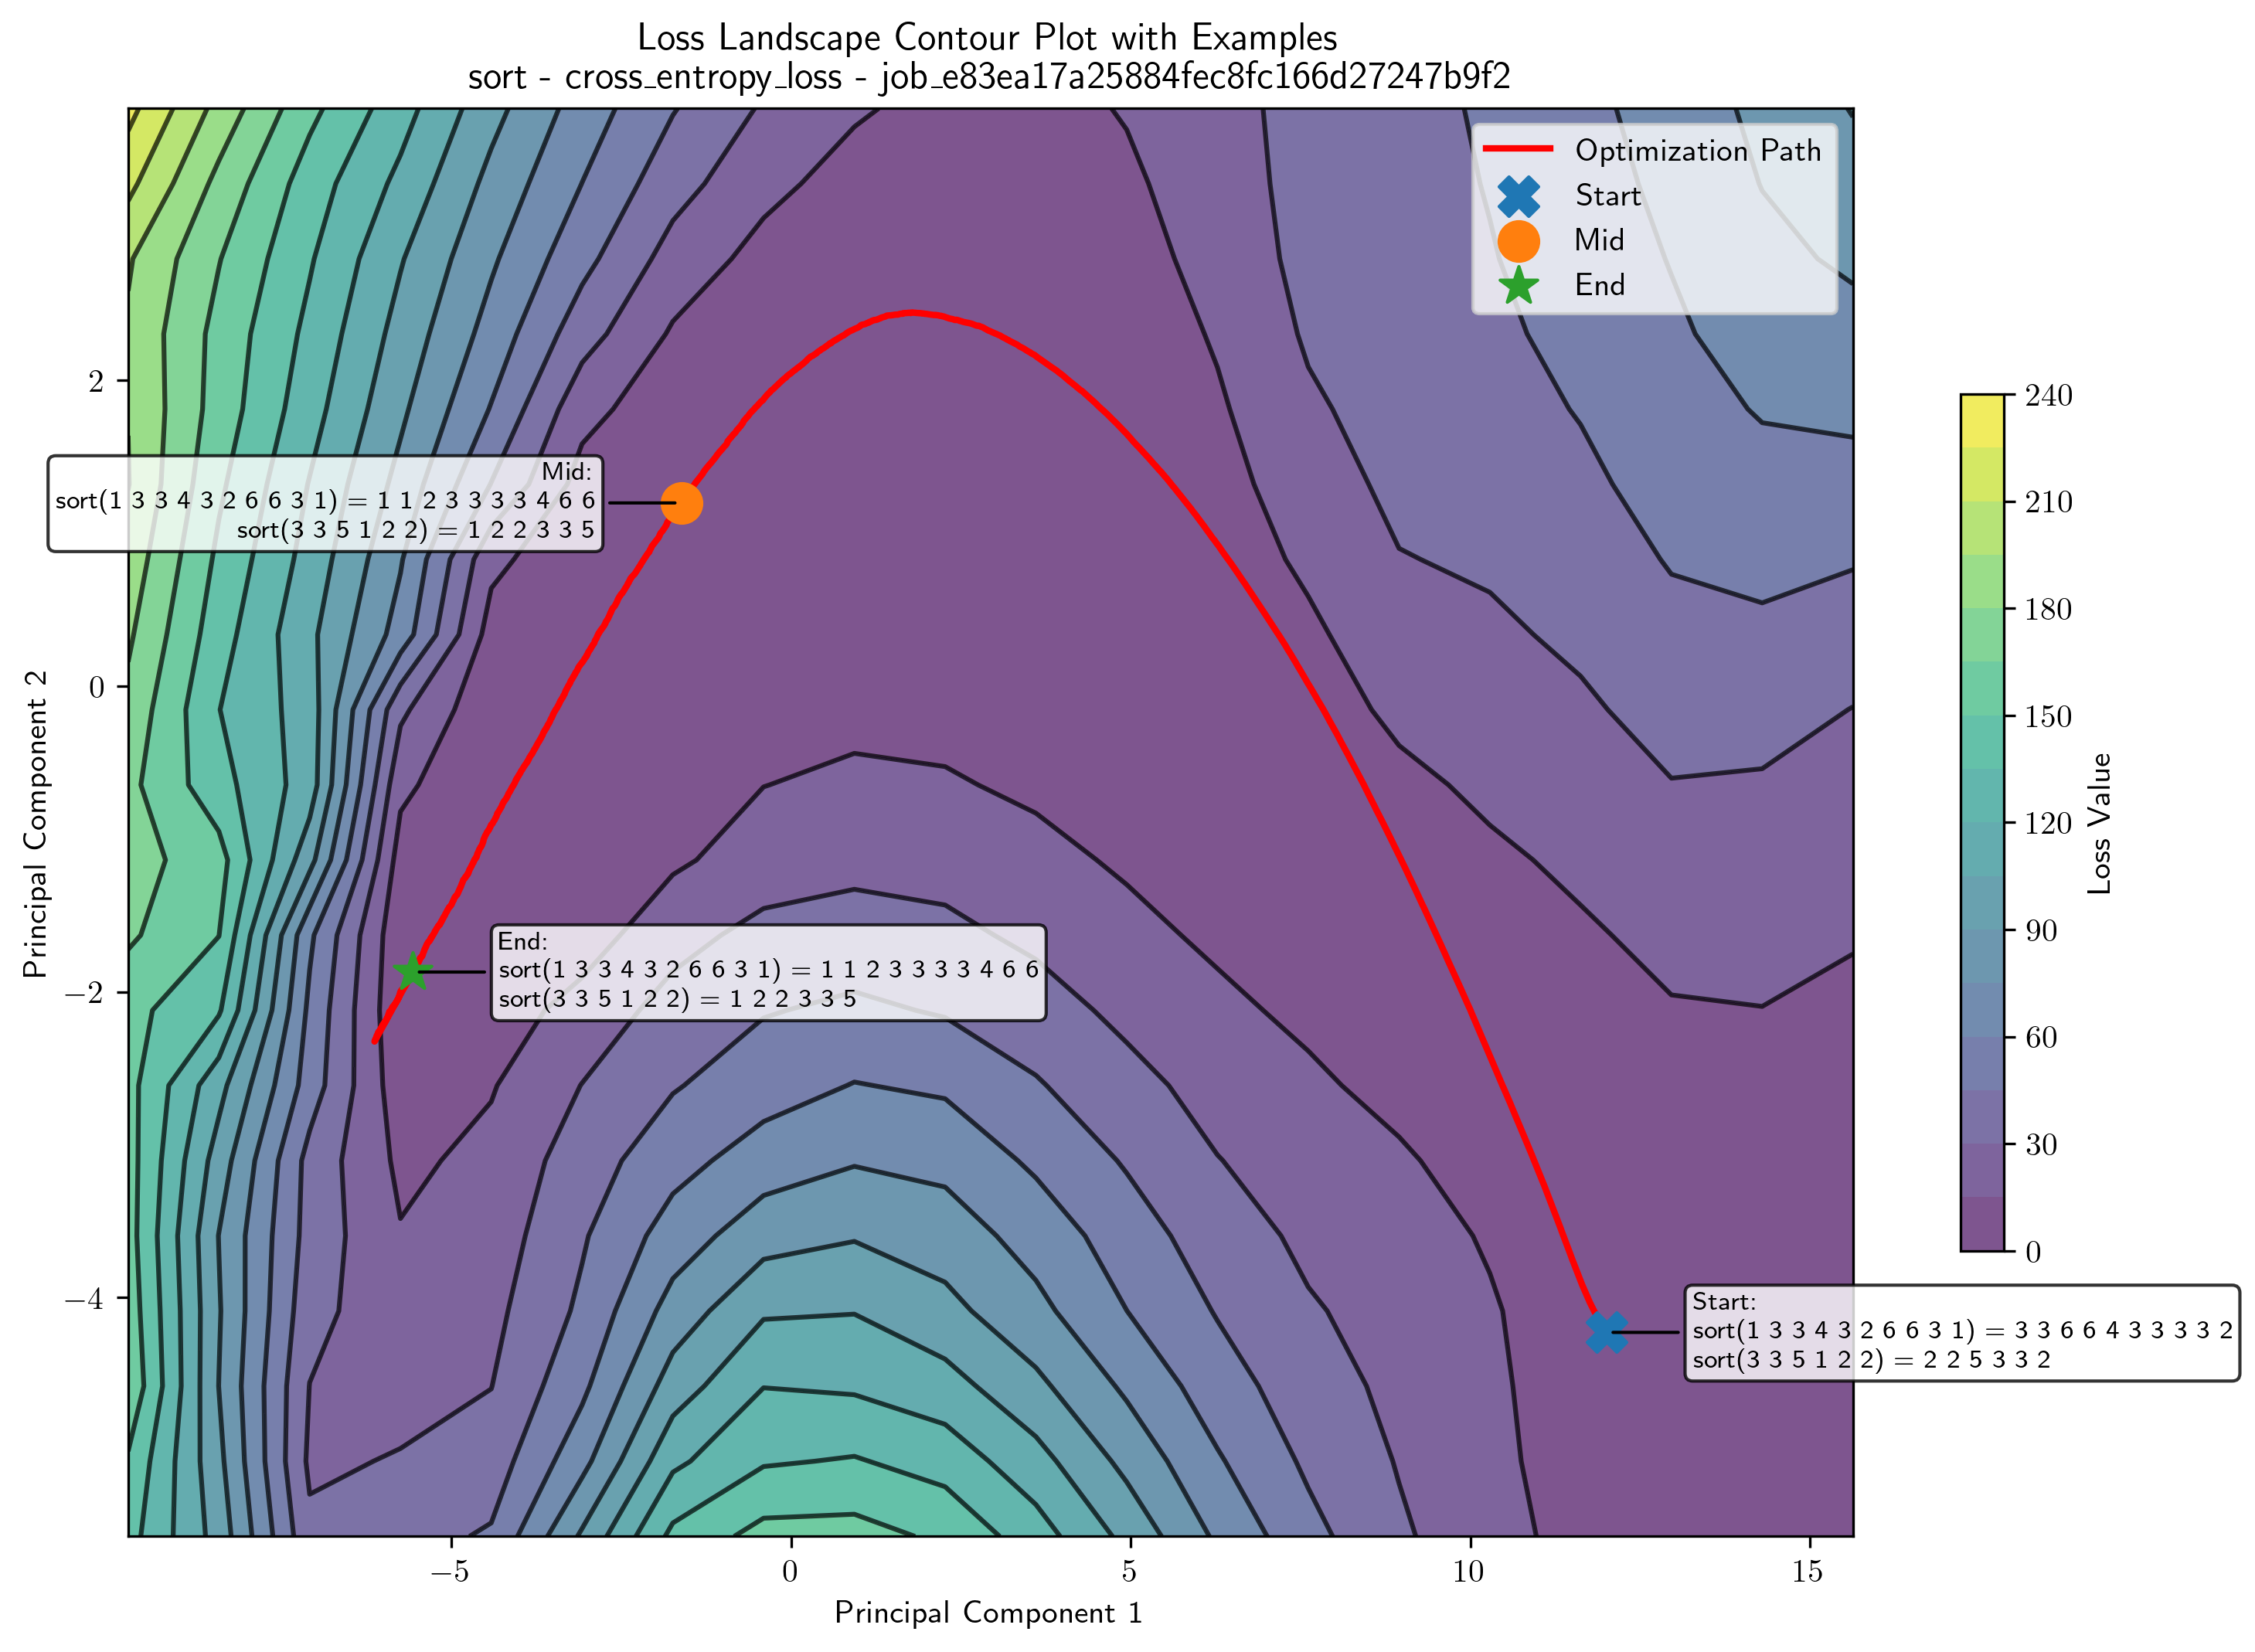 Loss Landscape Contour Plot with Examples
sort - cross_entropy_loss - job_e83ea17a25884fec8fc166d27247b9f2
Optimization Path
Start
Mid
End
Mid:
sort(1 3 3 4 3 2 6 6 3 1) = 1 1 2 3 3 3 3 4 6 6
sort(3 3 5 1 2 2) = 1 2 2 3 3 5
End:
sort(1 3 3 4 3 2 6 6 3 1) = 1 1 2 3 3 3 3 4 6 6
sort(3 3 5 1 2 2) = 1 2 2 3 3 5
Start:
sort(1 3 3 4 3 2 6 6 3 1) = 3 3 6 6 4 3 3 3 3 2
sort(3 3 5 1 2 2) = 2 2 5 3 3 2
2
0
−2
−4
Principal Component 2
−5
0
5
10
15
Principal Component 1
240
210
180
150
120
90
60
30
0
Loss Value